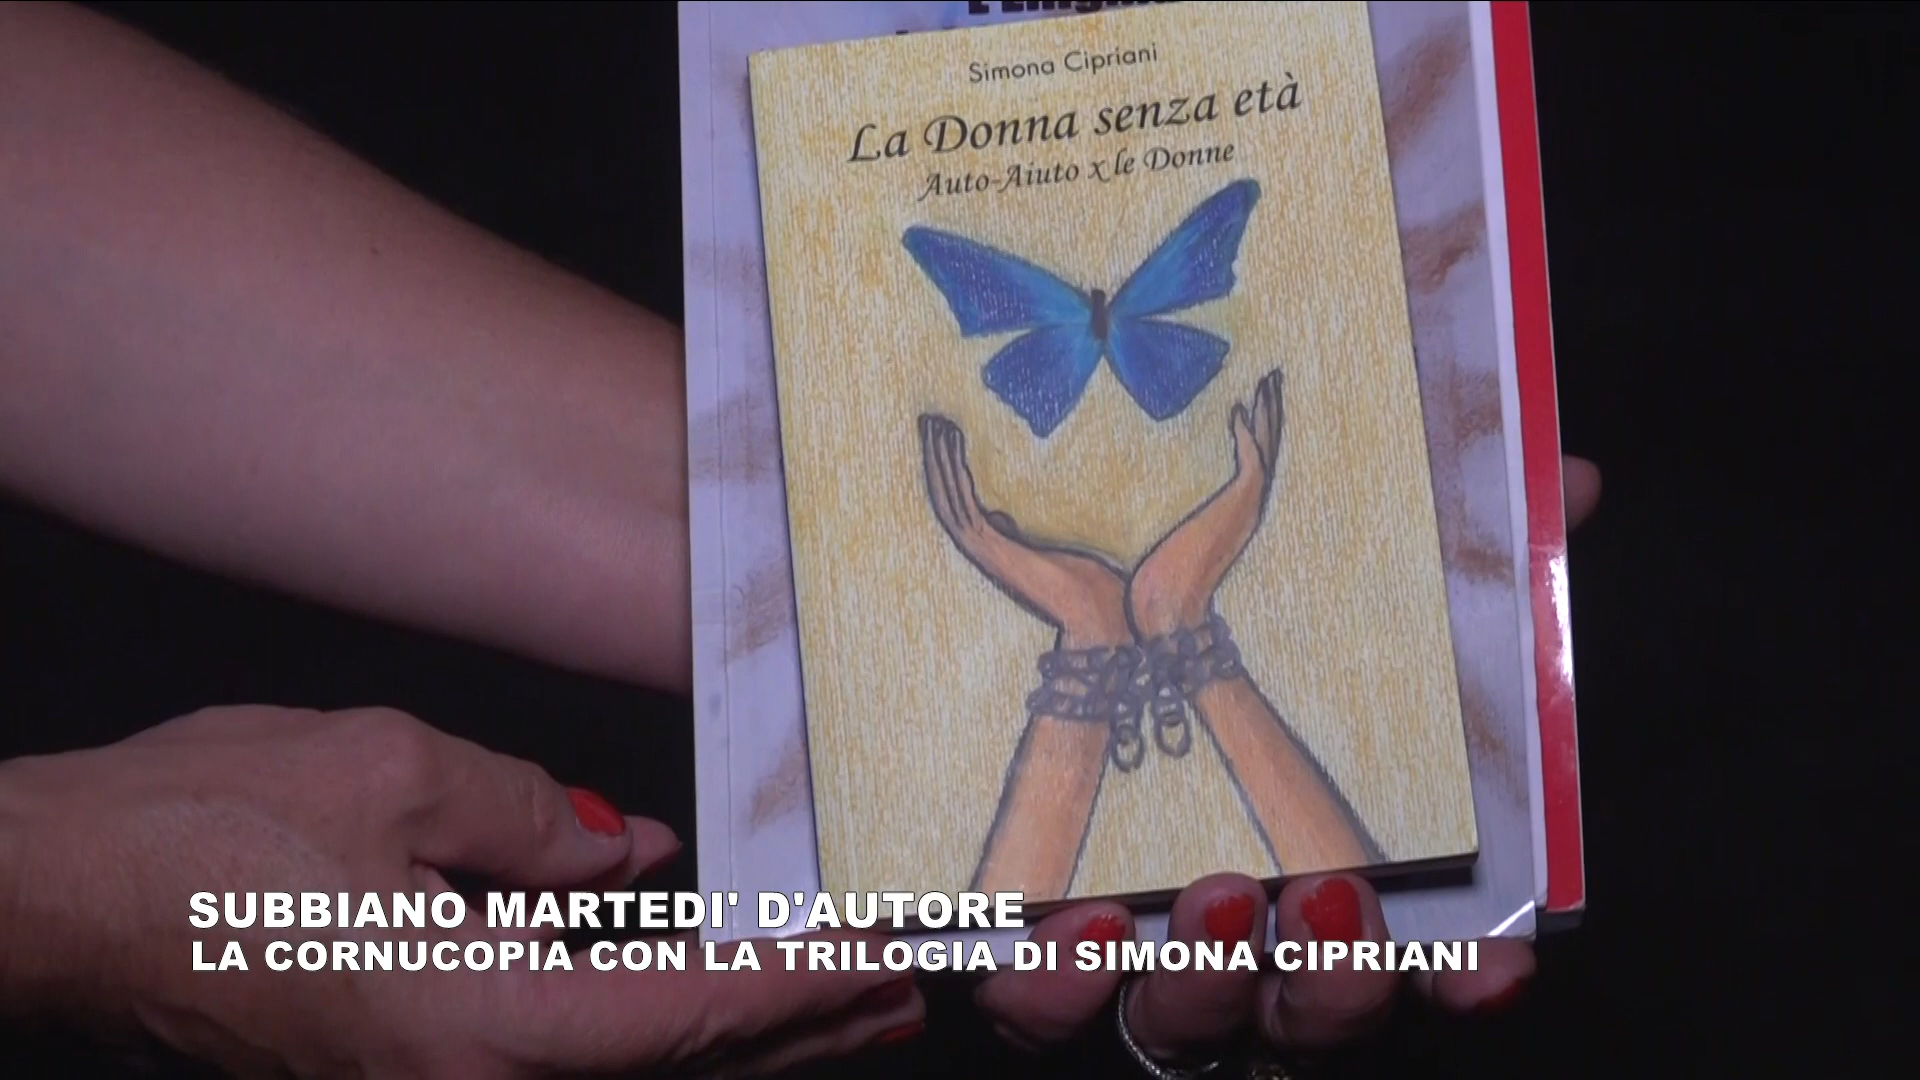 Simona Cipriani
La Donna senza età
Auto-Aiuto x le Donne
SUBBIANO MARTEDI' D'AUTORE
LA CORNUCOPIA CON LA TRILOGIA DI SIMONA CIPRIANI